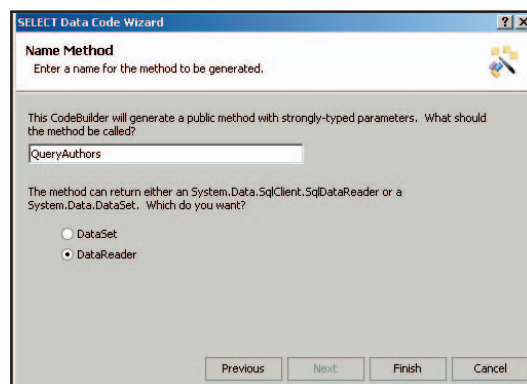 SELECT Data Code Wizard
Name Method
Enter a name for the method to be generated.
This CodeBuilder will generate a public method with strongly-typed parameters. What should
the method be called?
QueryAuthors
The method can return either an System.Data.SqlClient.SqlDataReader or a
System.Data.DataSet. Which do you want?
DataSet
DataReader
Previous
Next
Finish
Cancel